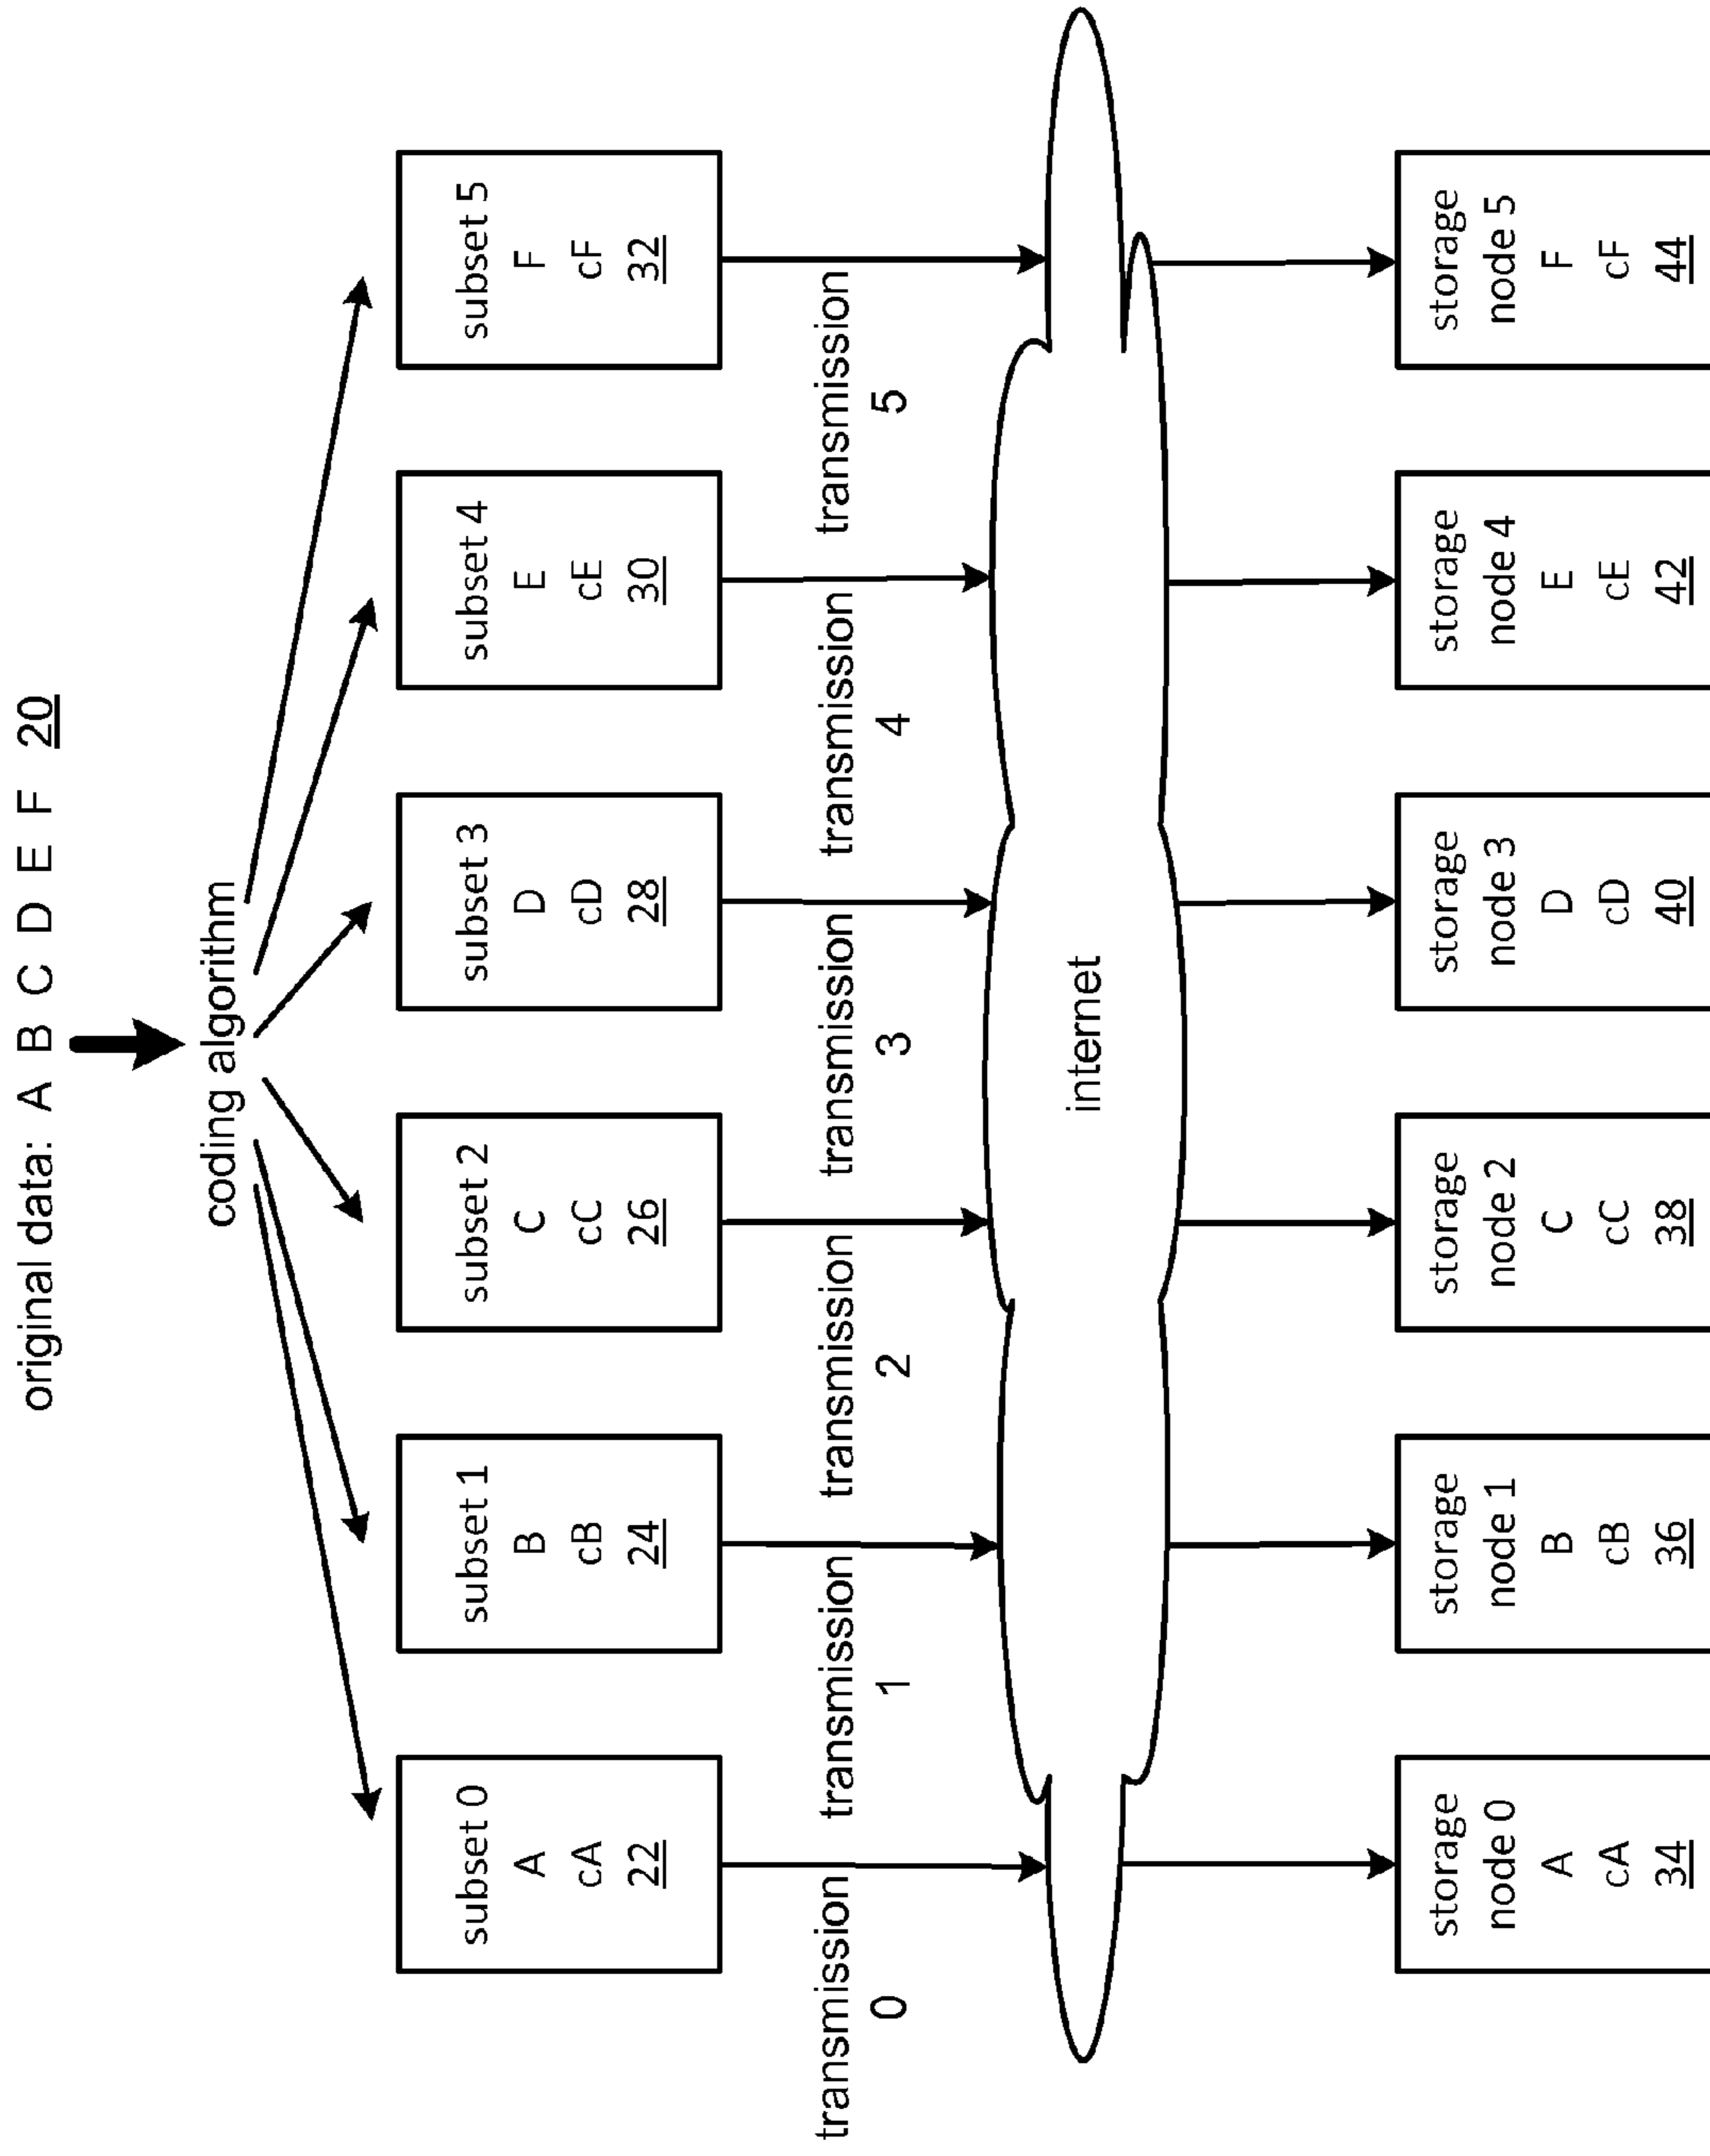 original data: A B C D E F 20
coding algorithm
subset 0
A
cA
22
subset 1
B
cB
24
subset 2
C
cC
26
subset 3
D
cD
28
subset 4
E
cE
30
subset 5
F
cF
32
transmission
0
transmission
1
transmission
2
transmission
3
transmission
4
transmission
5
internet
storage
node 0
A
cA
34
storage
node 1
B
cB
36
storage
node 2
C
cC
38
storage
node 3
D
cD
40
storage
node 4
E
cE
42
storage
node 5
F
cF
44